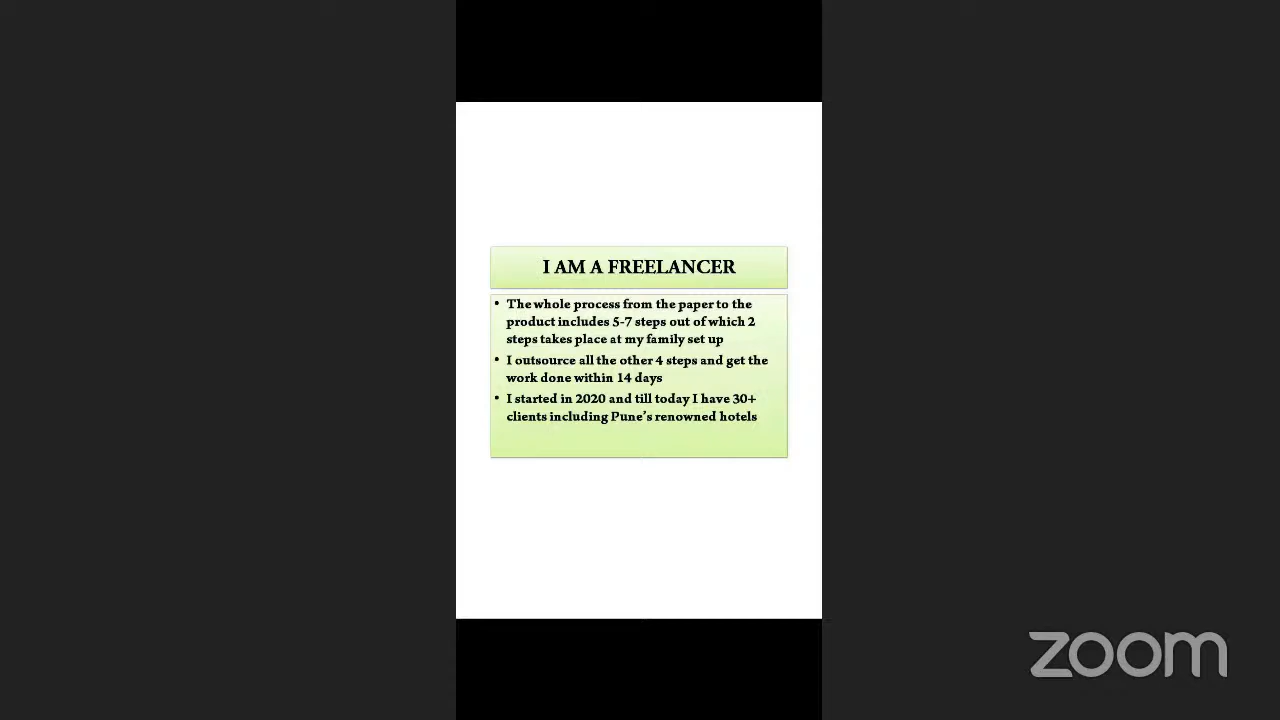 I AM A FREELANCER
• The whole process from the paper to the
product includes 5-7 steps out of which 2
steps takes place at my family set up
• I outsource all the other 4 steps and get the
work done within 14 days
• I started in 2020 and till today I have 30+
clients including Pune's renowned hotels
zoom